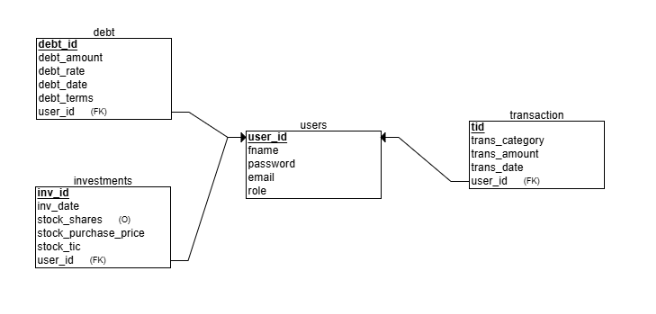 debt
debt_id
debt_amount
debt_rate
debt_date
debt_terms
user_id (FK)
investments
inv_id
inv_date
stock_shares (O)
stock_purchase_price
stock_tic
user_id (FK)
users
user_id
fname
password
email
role
transaction
tid
trans_category
trans_amount
trans_date
user_id (FK)